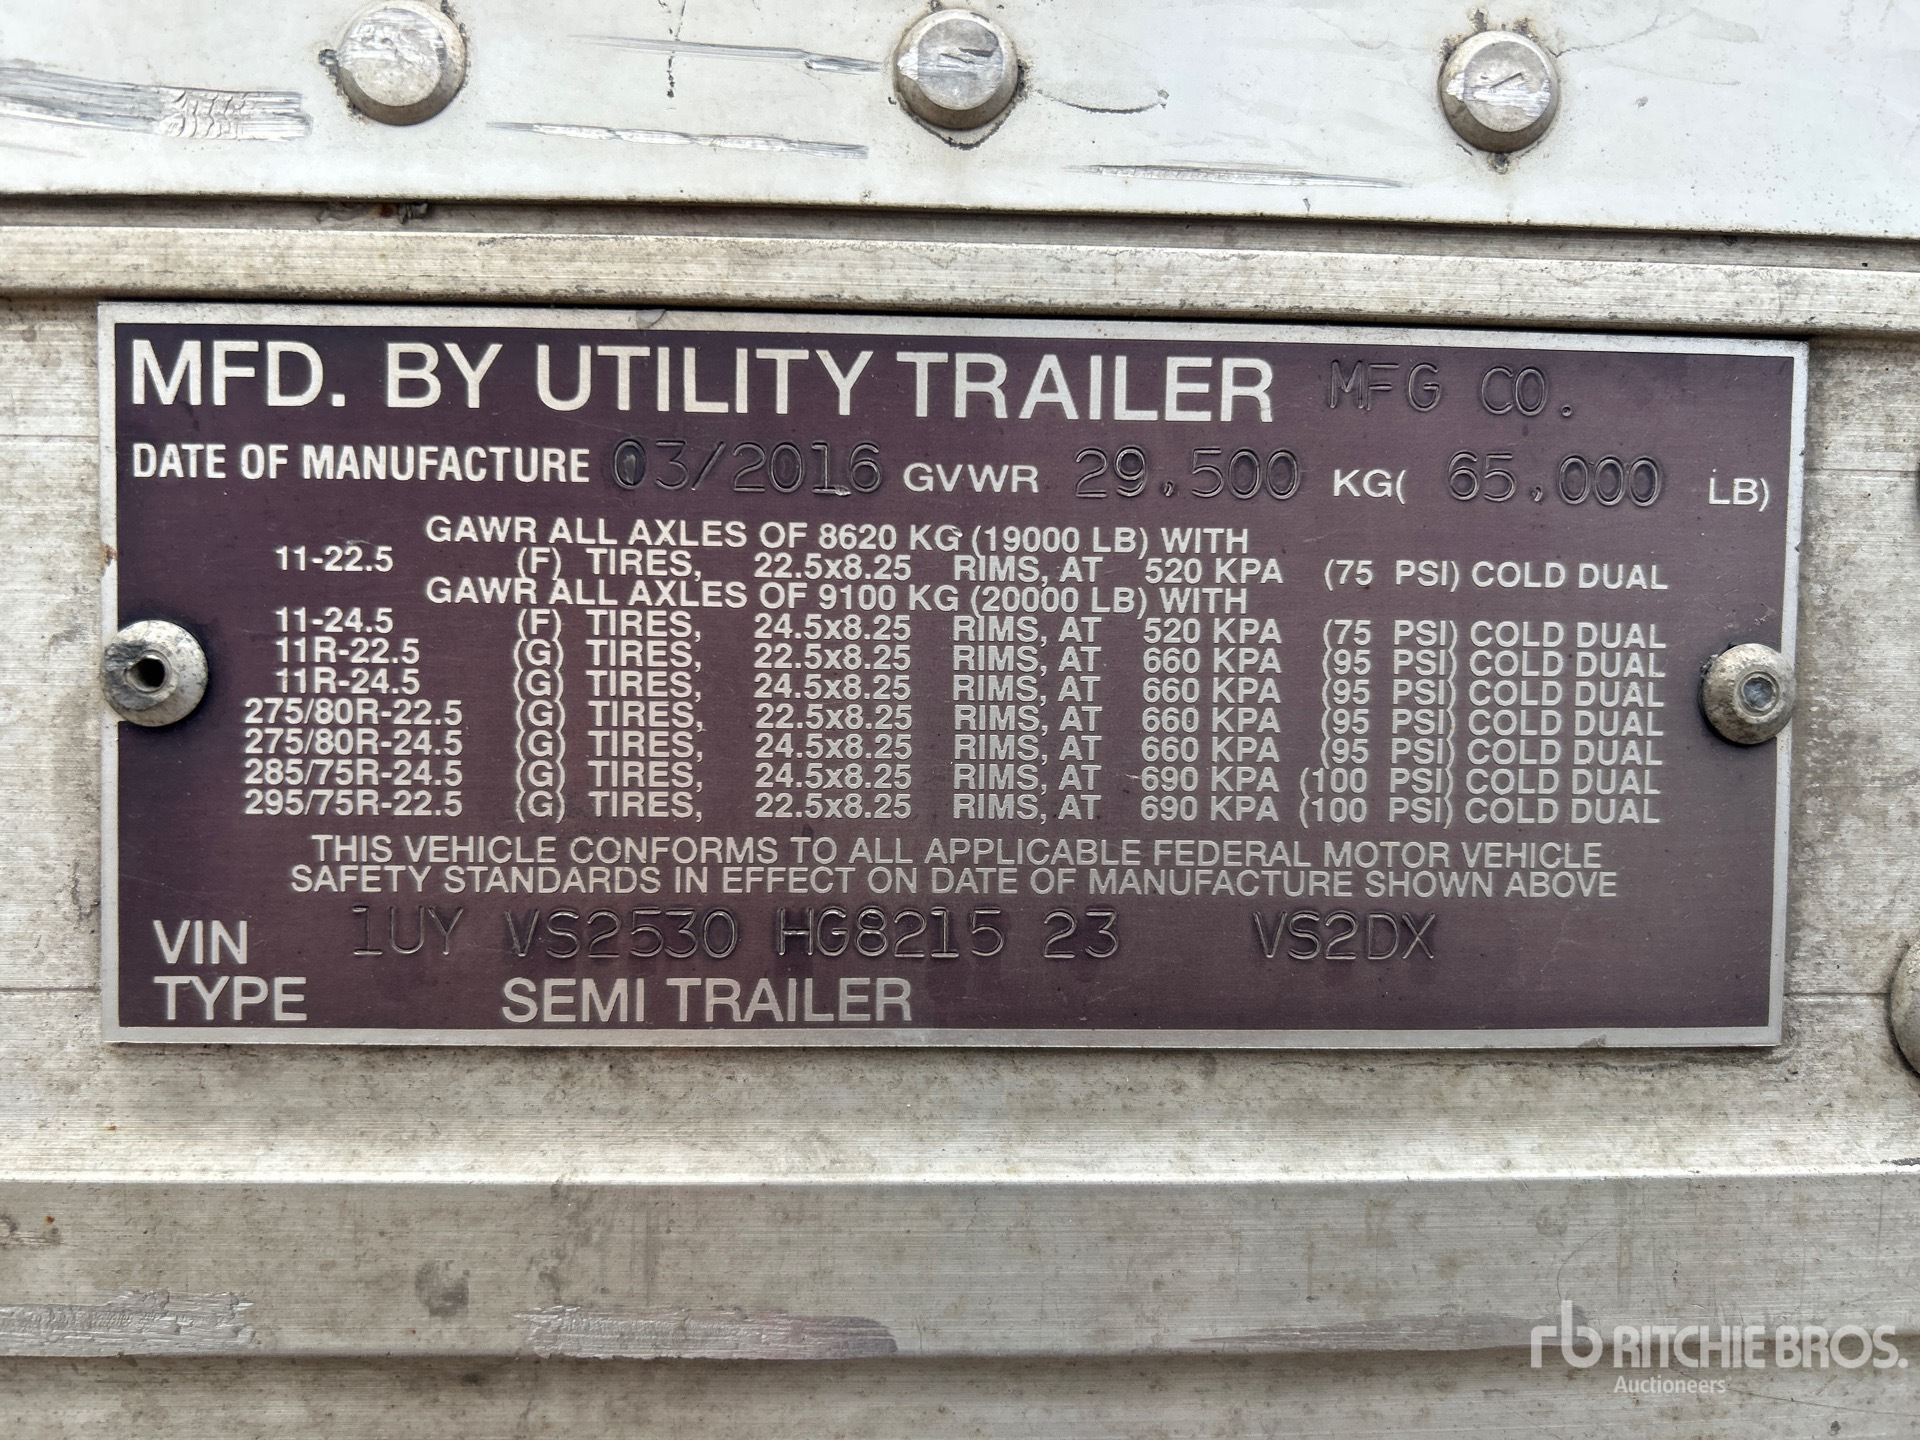 MFD. BY UTILITY TRAILER MFG CO.
DATE OF MANUFACTURE 03/2016 GVWR 29,500 KG( 65,000 LB)
GAWR ALL AXLES OF 8620 KG (19000 LB) WITH
11-22.5 (F) TIRES, 22.5x8.25 RIMS, AT 520 KPA (75 PSI) COLD DUAL
GAWR ALL AXLES OF 9100 KG (20000 LB) WITH
11-24.5 (F) TIRES, 24.5x8.25 RIMS, AT 520 KPA (75 PSI) COLD DUAL
11R-22.5 (G) TIRES, 22.5x8.25 RIMS, AT 660 KPA (95 PSI) COLD DUAL
11R-24.5 (G) TIRES, 24.5x8.25 RIMS, AT 660 KPA (95 PSI) COLD DUAL
275/80R-22.5 (G) TIRES, 22.5x8.25 RIMS, AT 660 KPA (95 PSI) COLD DUAL
275/80R-24.5 (G) TIRES, 24.5x8.25 RIMS, AT 660 KPA (95 PSI) COLD DUAL
285/75R-24.5 (G) TIRES, 24.5x8.25 RIMS, AT 690 KPA (100 PSI) COLD DUAL
295/75R-22.5 (G) TIRES, 22.5x8.25 RIMS, AT 690 KPA (100 PSI) COLD DUAL
THIS VEHICLE CONFORMS TO ALL APPLICABLE FEDERAL MOTOR VEHICLE
SAFETY STANDARDS IN EFFECT ON DATE OF MANUFACTURE SHOWN ABOVE
VIN 1UY VS2530 HG8215 23 VS2DX
TYPE SEMI TRAILER
rb RITCHIE BROS.
Auctioneers